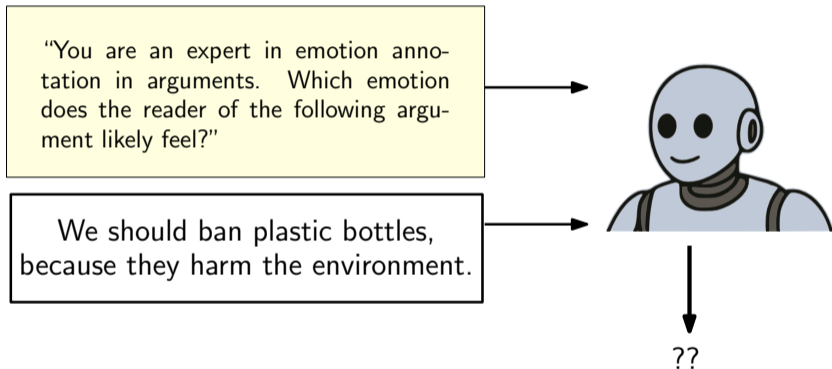 “You are an expert in emotion anno-
tation in arguments. Which emotion
does the reader of the following argu-
ment likely feel?”
We should ban plastic bottles,
because they harm the environment.
??